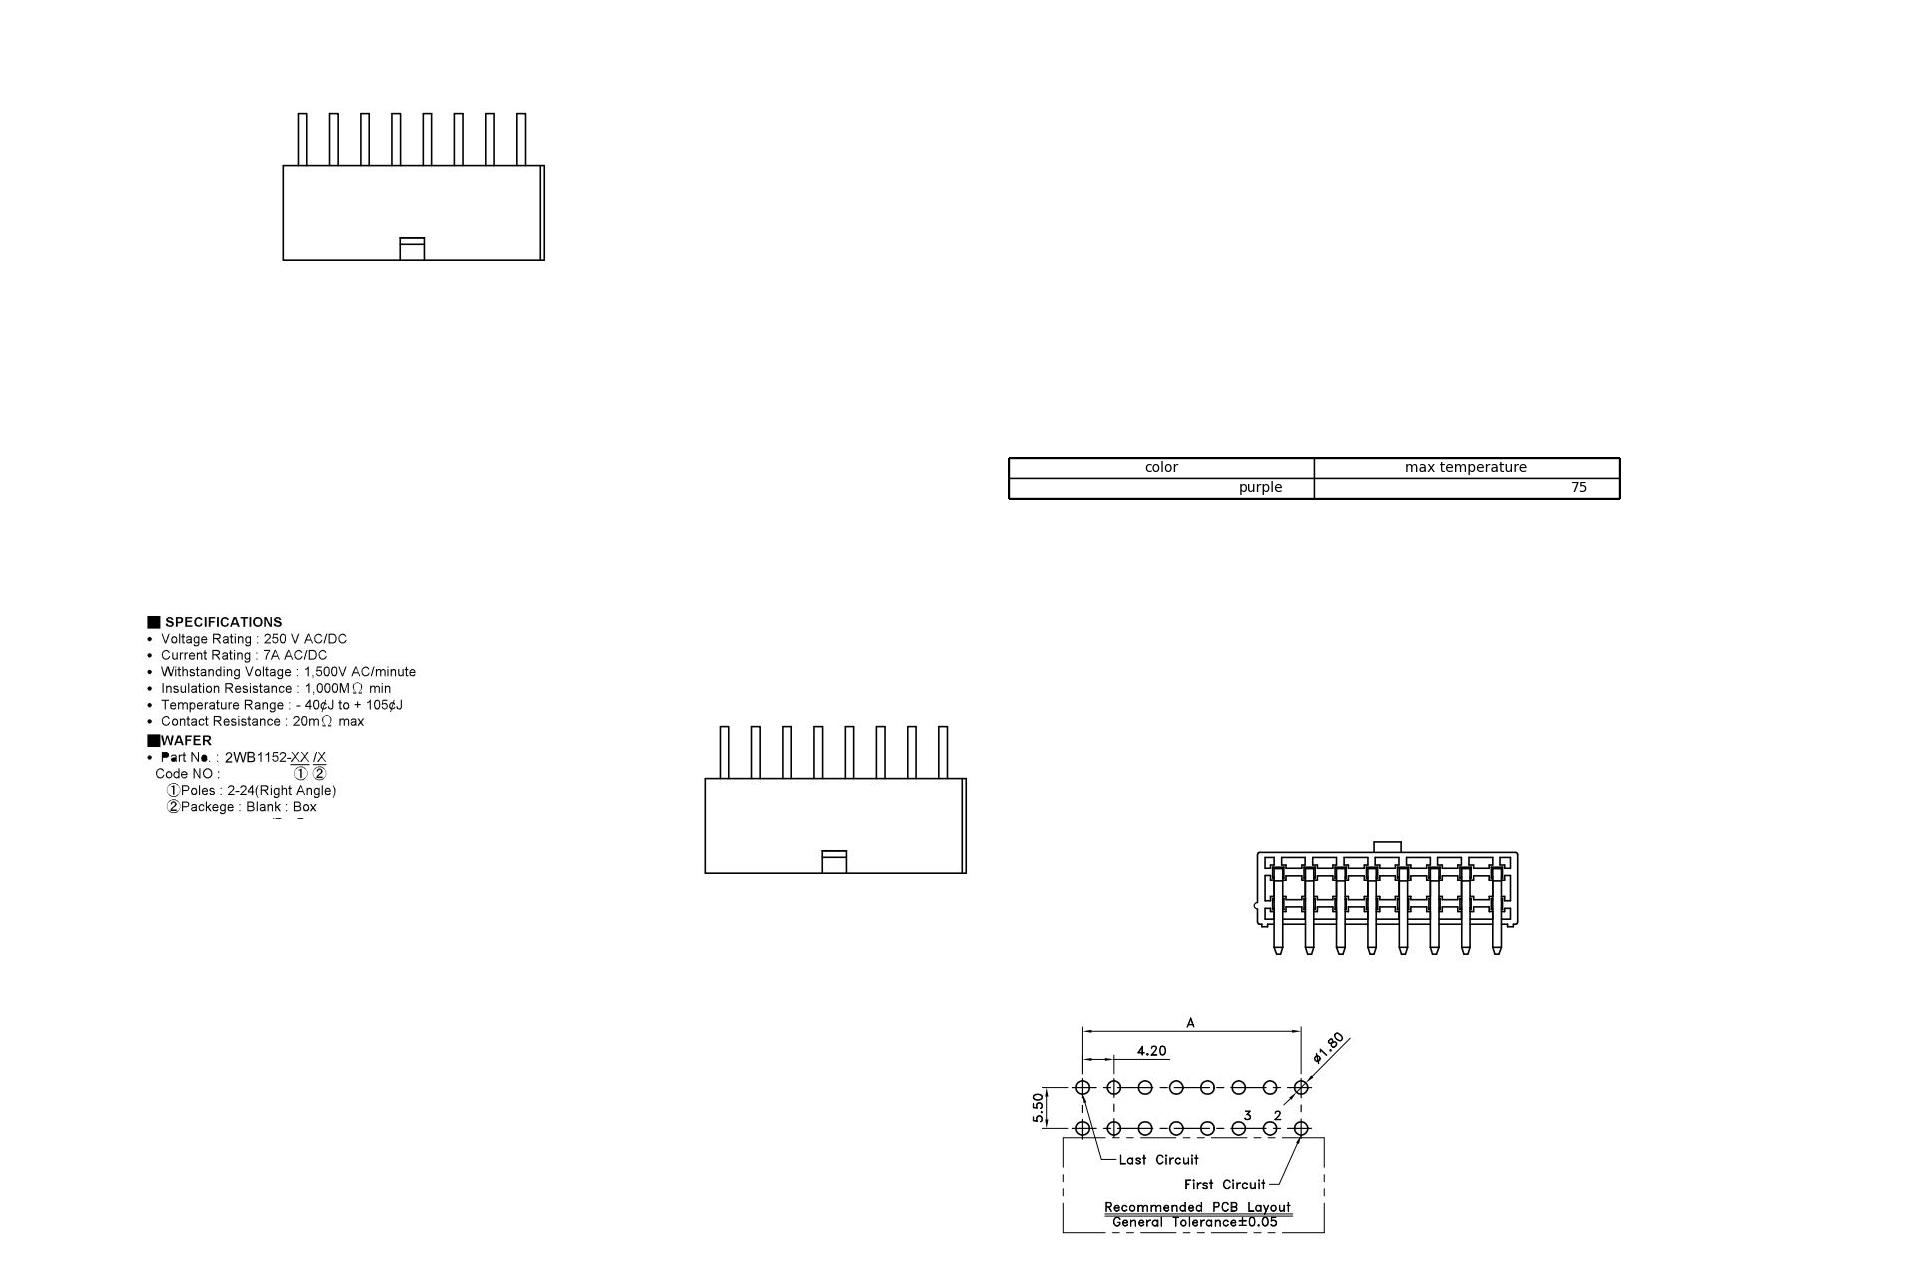 color max temperature
purple 75
■ SPECIFICATIONS
• Voltage Rating : 250 V AC/DC
• Current Rating : 7A AC/DC
• Withstanding Voltage : 1,500V AC/minute
• Insulation Resistance : 1,000MΩ min
• Temperature Range : - 40¢J to + 105¢J
• Contact Resistance : 20mΩ max
■WAFER
• Part No. : 2WB1152-XX /X
Code NO : ① ②
①Poles : 2-24(Right Angle)
②Packege : Blank : Box
A
4.20
ø1.80
5.50
3 2
Last Circuit
First Circuit
Recommended PCB Layout
General Tolerance±0.05